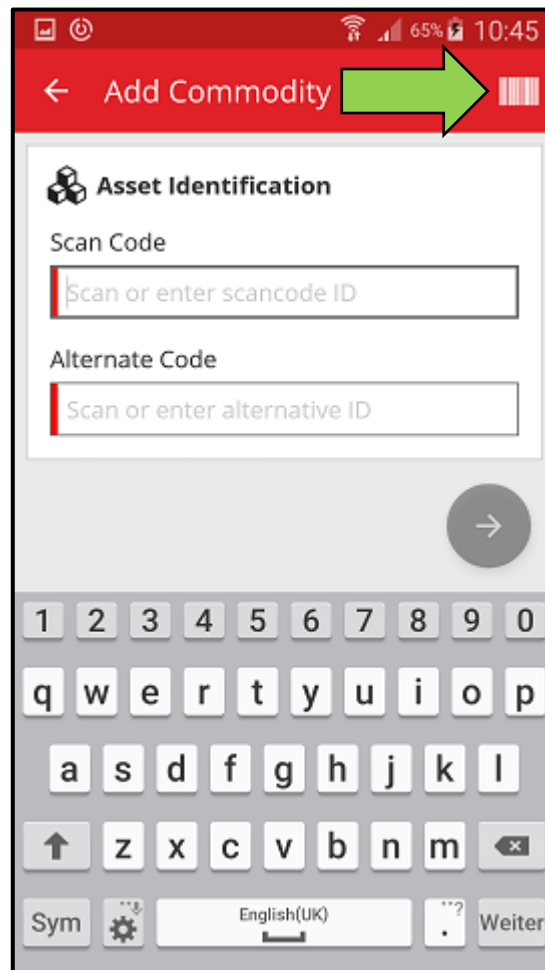 65% 10:45
Add Commodity
Asset Identification
Scan Code
Scan or enter scancode ID
Alternate Code
Scan or enter alternative ID
1 2 3 4 5 6 7 8 9 0
q w e r t y u i o p
a s d f g h j k l
z x c v b n m
Sym English(UK) . ? Weiter